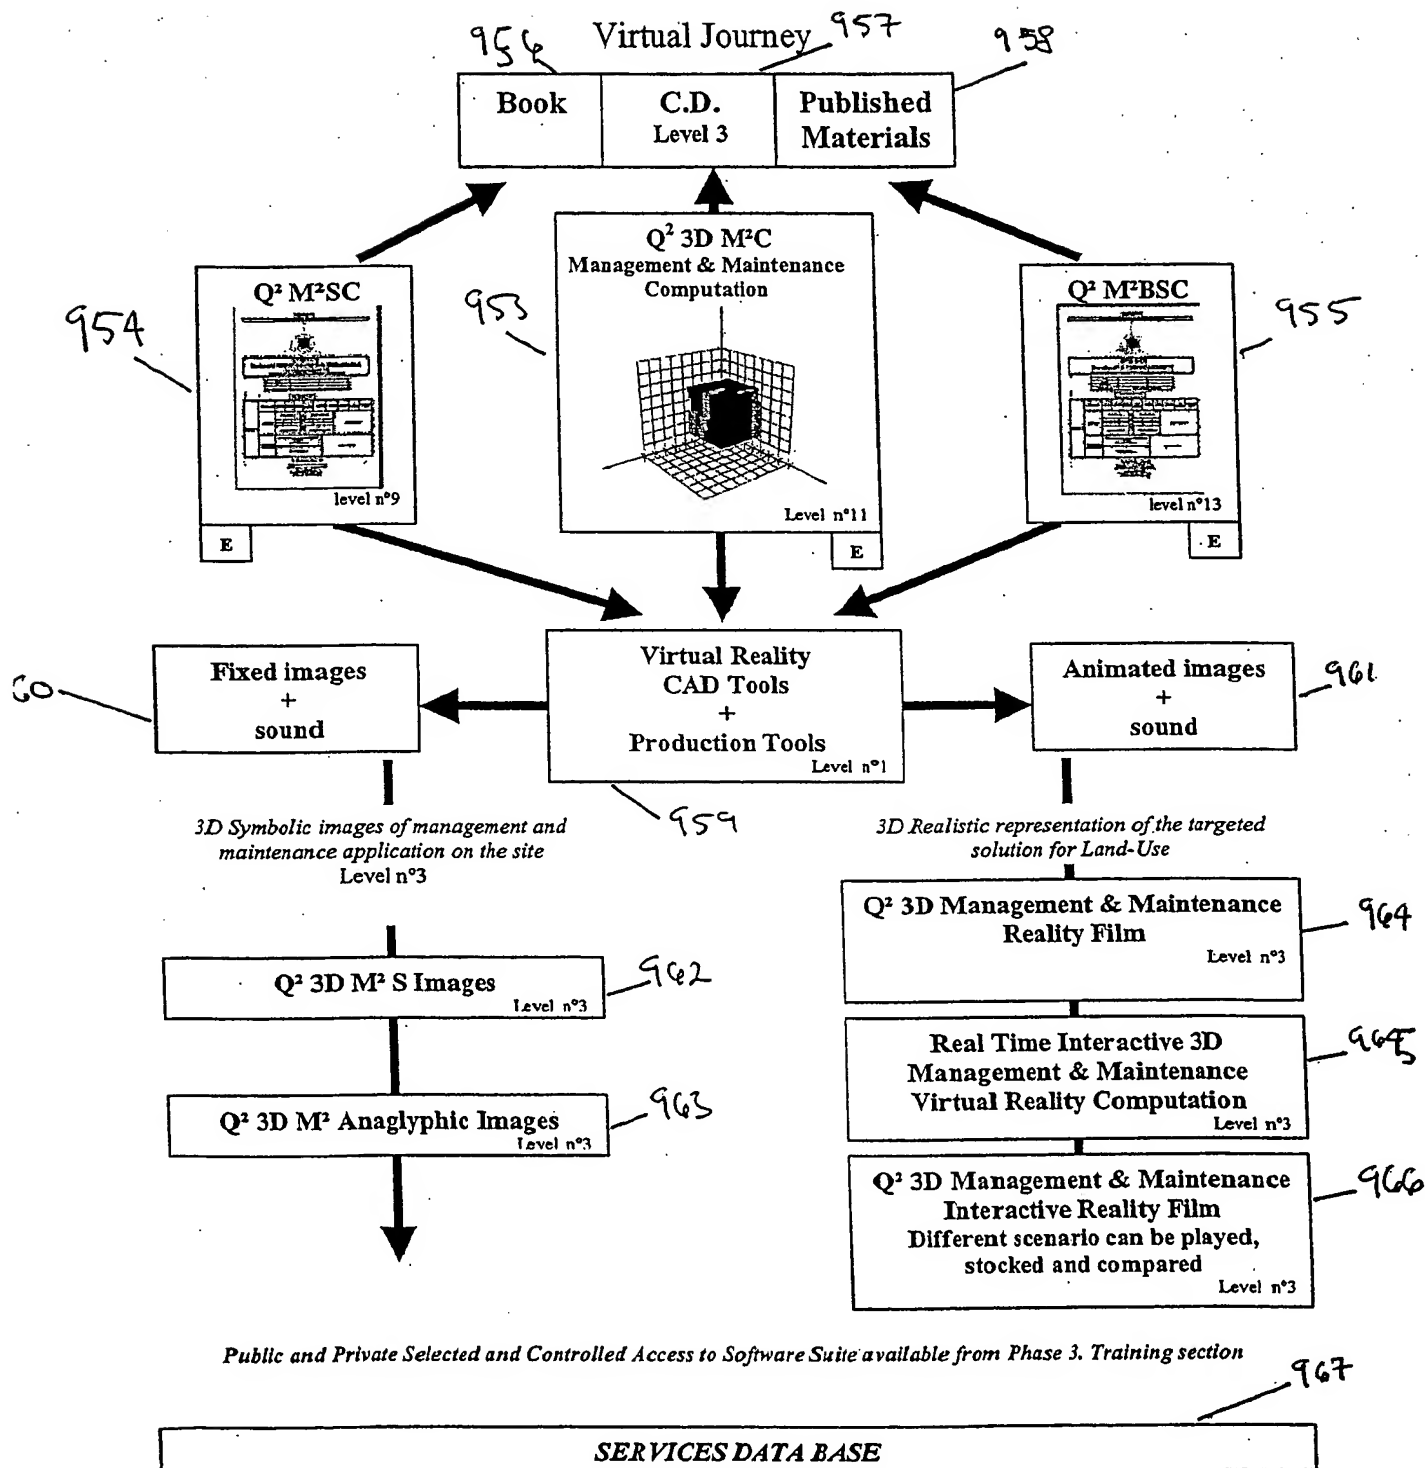 956 Virtual Journey 957 958
Book C.D. Published
Level 3 Materials
Q² 3D M²C
Management & Maintenance
Computation
Level n°11
E
953
Q² M²SC
level n°9
E
954
Q² M²BSC
level n°13
E
955
Virtual Reality
CAD Tools
+
Production Tools
Level n°1
959
Fixed images
+
sound
60
Animated images
+
sound
961
3D Symbolic images of management and
maintenance application on the site
Level n°3
3D Realistic representation of the targeted
solution for Land-Use
Q² 3D M² S Images
Level n°3
962
Q² 3D M² Anaglyphic Images
Level n°3
963
Q² 3D Management & Maintenance
Reality Film
Level n°3
964
Real Time Interactive 3D
Management & Maintenance
Virtual Reality Computation
Level n°3
965
Q² 3D Management & Maintenance
Interactive Reality Film
Different scenario can be played,
stocked and compared
Level n°3
966
Public and Private Selected and Controlled Access to Software Suite available from Phase 3. Training section
967
SERVICES DATA BASE